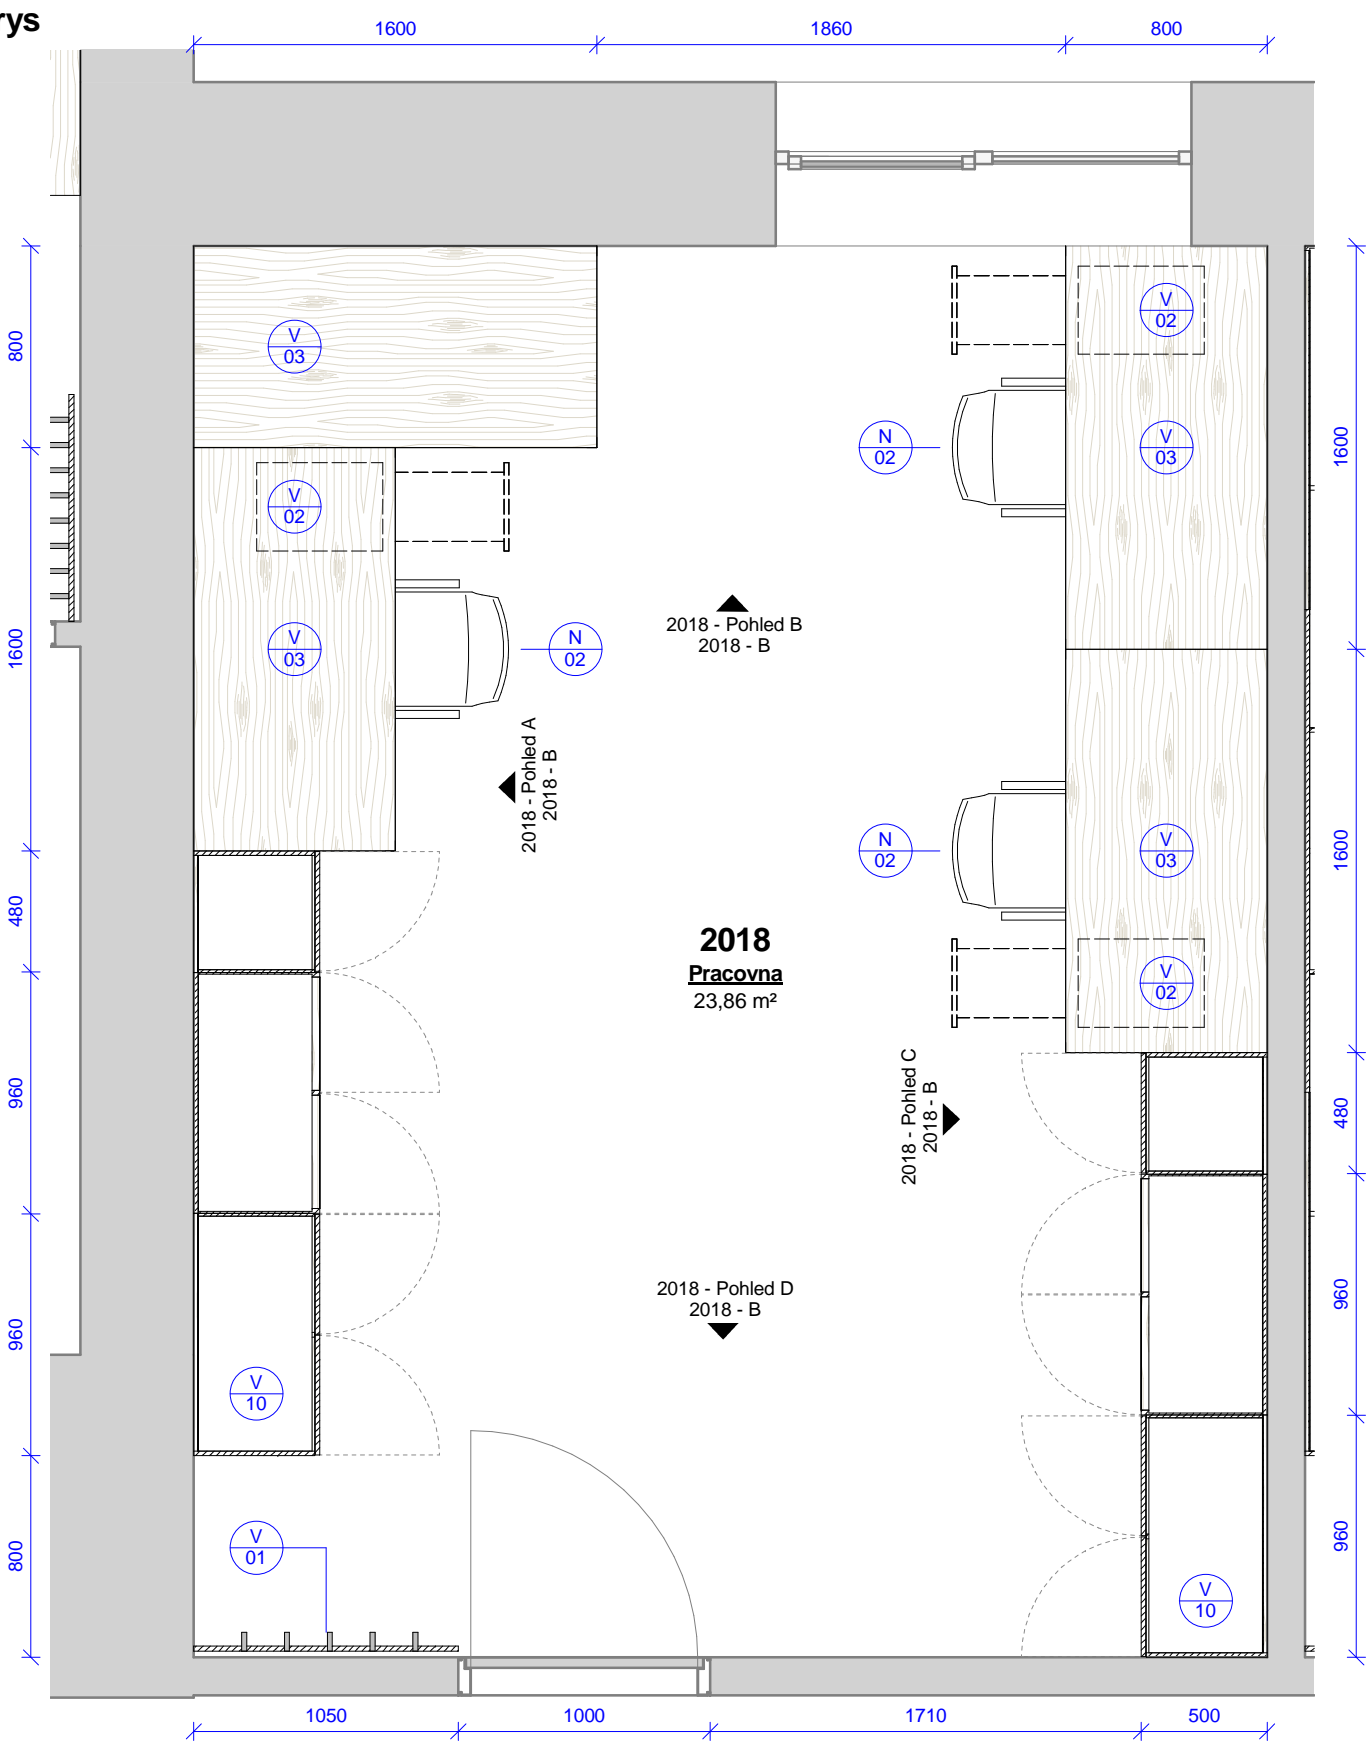 rys
1600
1860
800
V
02
V
03
800
V
03
N
02
V
03
1600
V
02
2018 - Pohled B
2018 - B
1600
V
03
N
02
2018 - Pohled A
2018 - B
N
02
V
03
1600
480
2018
Pracovna
23,86 m²
V
02
960
2018 - Pohled C
2018 - B
480
2018 - Pohled D
2018 - B
960
960
V
10
V
01
800
960
V
10
1050
1000
1710
500